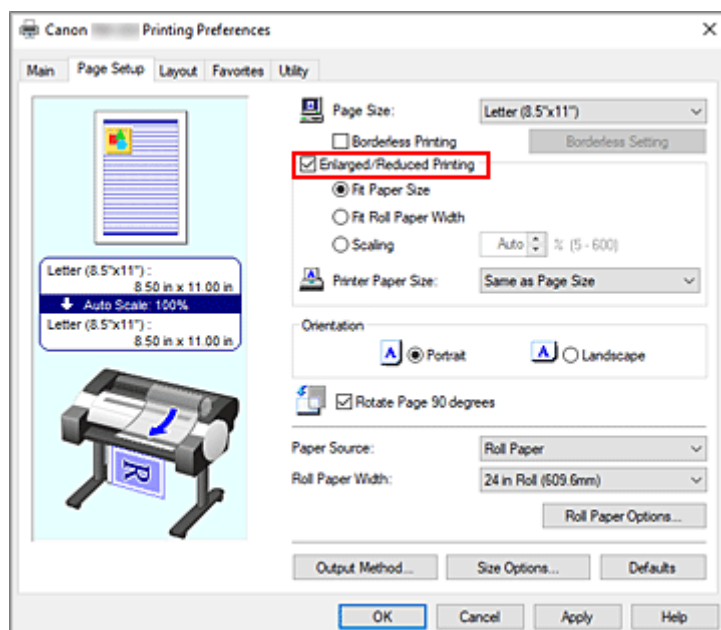 Canon Printing Preferences
Main Page Setup Layout Favorites Utility
Page Size: Letter (8.5"x11")
Borderless Printing Borderless Setting
Enlarged/Reduced Printing
Fit Paper Size
Fit Roll Paper Width
Scaling Auto % (5 - 600)
Printer Paper Size: Same as Page Size
Letter (8.5"x11") :
8.50 in x 11.00 in
Auto Scale: 100%
Letter (8.5"x11") :
8.50 in x 11.00 in
Orientation
A Portrait A Landscape
Rotate Page 90 degrees
R
Paper Source: Roll Paper
Roll Paper Width: 24 in Roll (609.6mm)
Roll Paper Options...
Output Method... Size Options... Defaults
OK Cancel Apply Help